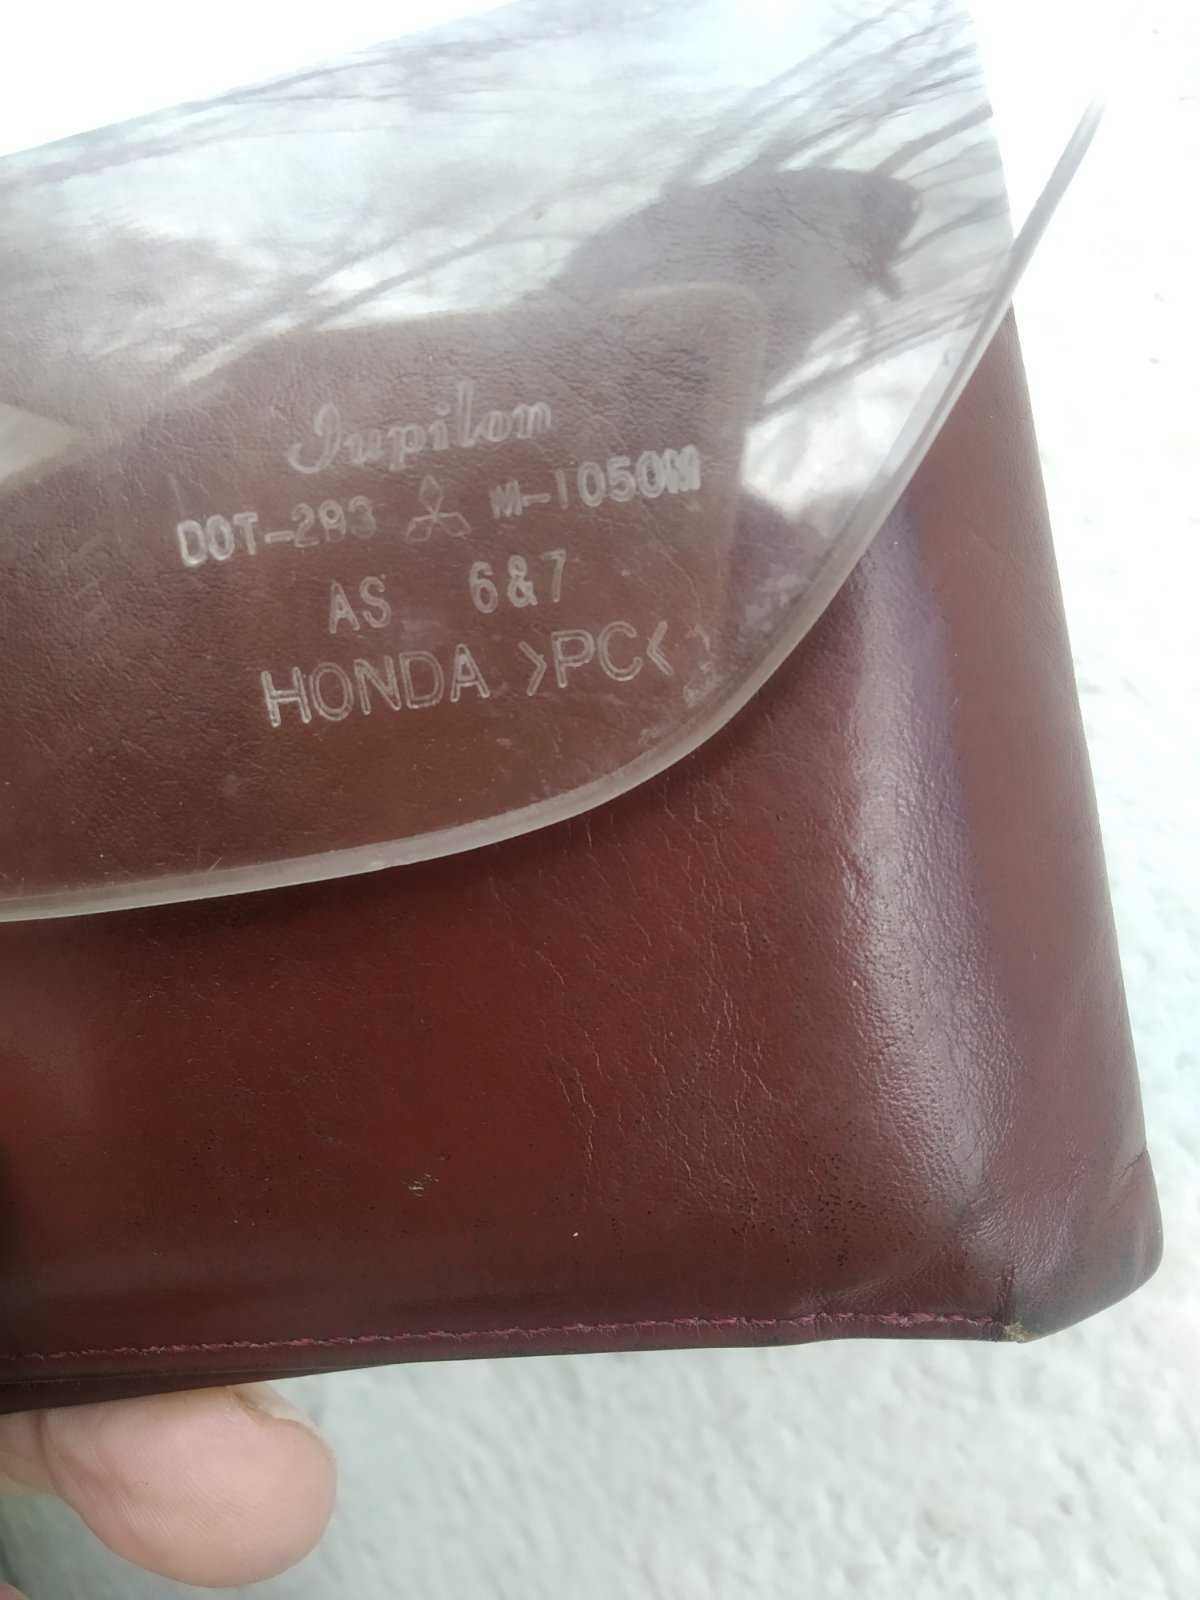 Iupilon
DOT-293 M-1050M
AS 6&7
HONDA >PC<